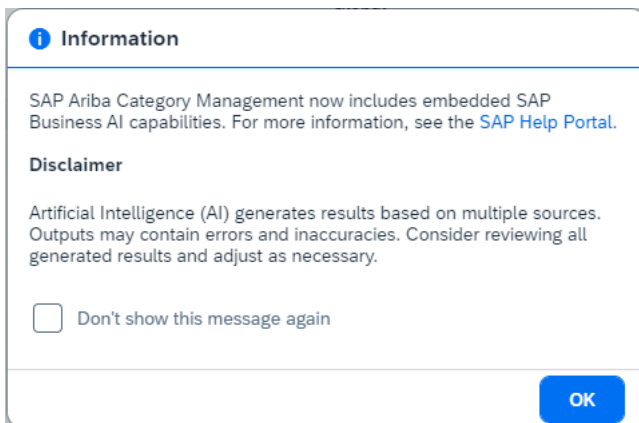 Information
SAP Ariba Category Management now includes embedded SAP
Business AI capabilities. For more information, see the SAP Help Portal.
Disclaimer
Artificial Intelligence (AI) generates results based on multiple sources.
Outputs may contain errors and inaccuracies. Consider reviewing all
generated results and adjust as necessary.
Don't show this message again
OK